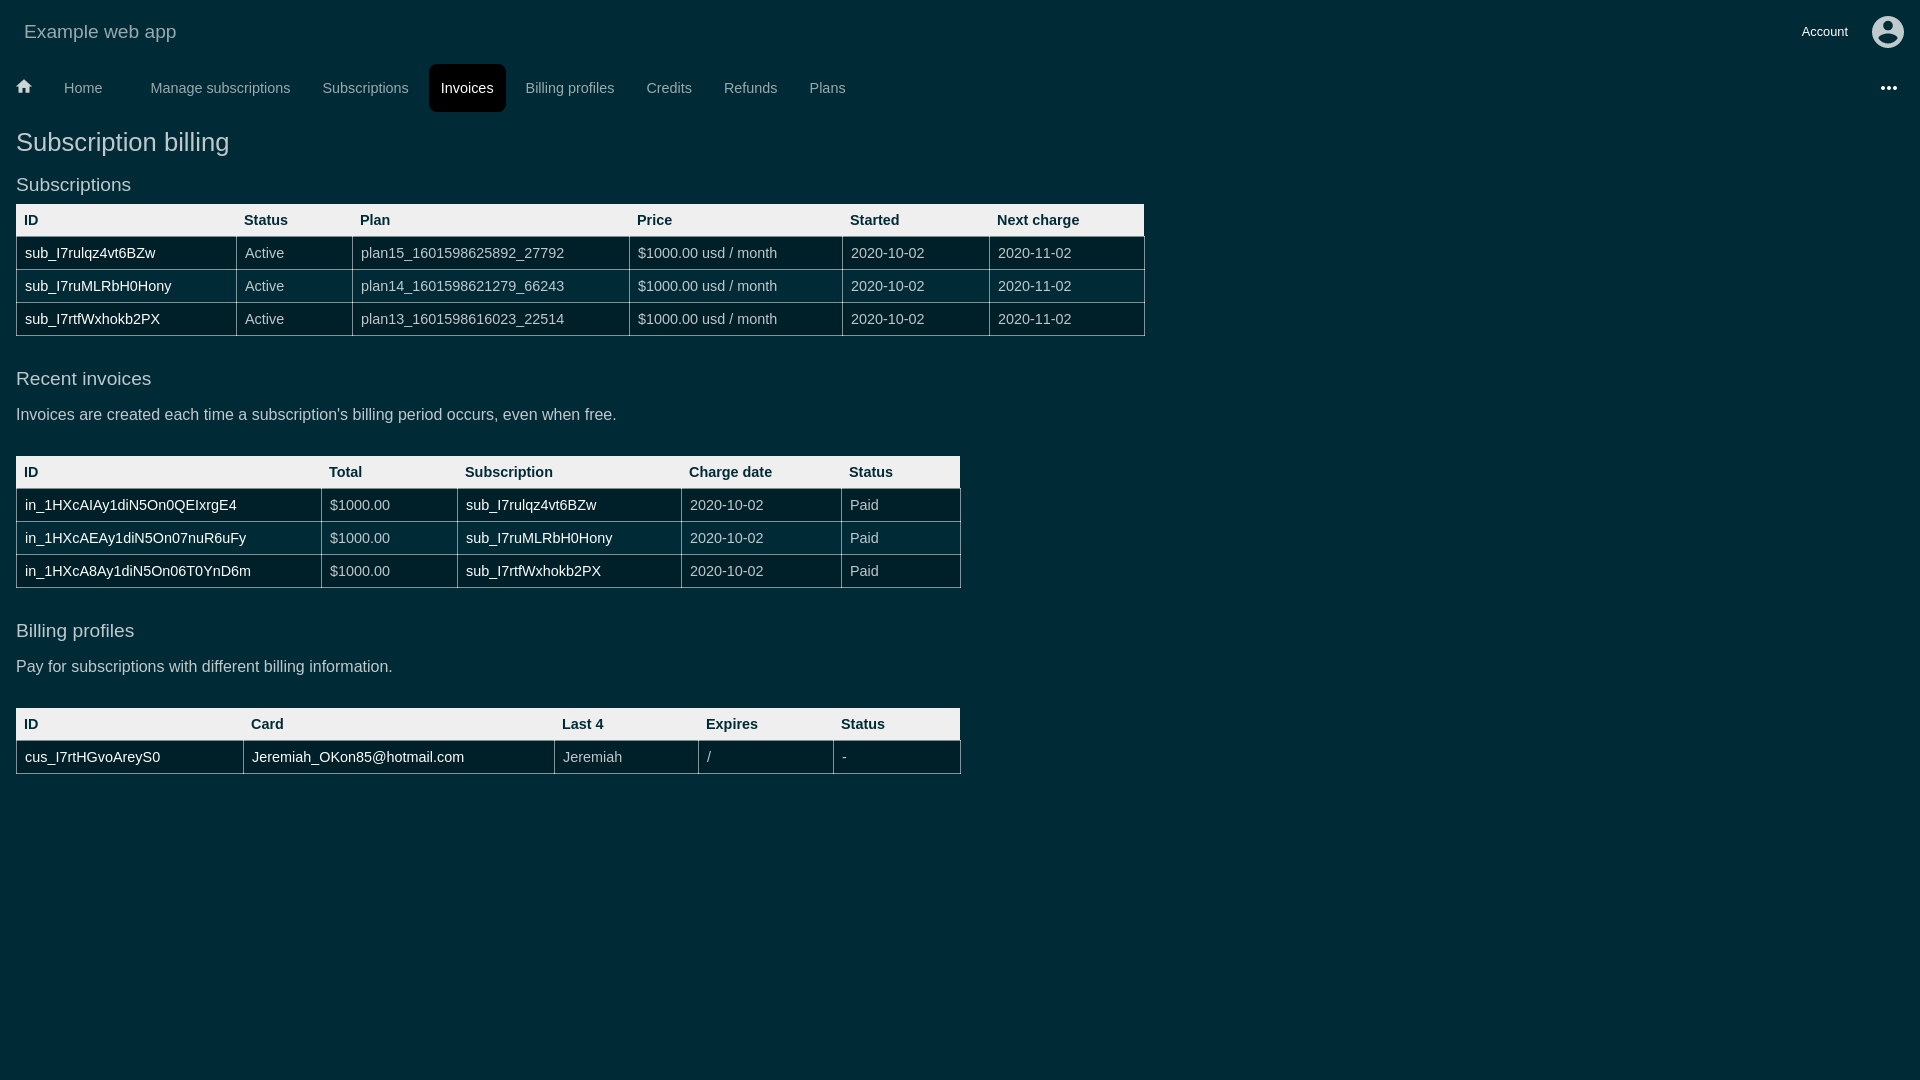 Example web app
Account
Home Manage subscriptions Subscriptions Invoices Billing profiles Credits Refunds Plans
Subscription billing
Subscriptions
ID Status Plan Price Started Next charge
sub_I7rulqz4vt6BZw Active plan15_1601598625892_27792 $1000.00 usd / month 2020-10-02 2020-11-02
sub_I7ruMLRbH0Hony Active plan14_1601598621279_66243 $1000.00 usd / month 2020-10-02 2020-11-02
sub_I7rtfWxhokb2PX Active plan13_1601598616023_22514 $1000.00 usd / month 2020-10-02 2020-11-02
Recent invoices
Invoices are created each time a subscription's billing period occurs, even when free.
ID Total Subscription Charge date Status
in_1HXcAIAy1diN5On0QEIxrgE4 $1000.00 sub_I7rulqz4vt6BZw 2020-10-02 Paid
in_1HXcAEAy1diN5On07nuR6uFy $1000.00 sub_I7ruMLRbH0Hony 2020-10-02 Paid
in_1HXcA8Ay1diN5On06T0YnD6m $1000.00 sub_I7rtfWxhokb2PX 2020-10-02 Paid
Billing profiles
Pay for subscriptions with different billing information.
ID Card Last 4 Expires Status
cus_I7rtHGvoAreyS0 Jeremiah_OKon85@hotmail.com Jeremiah / -